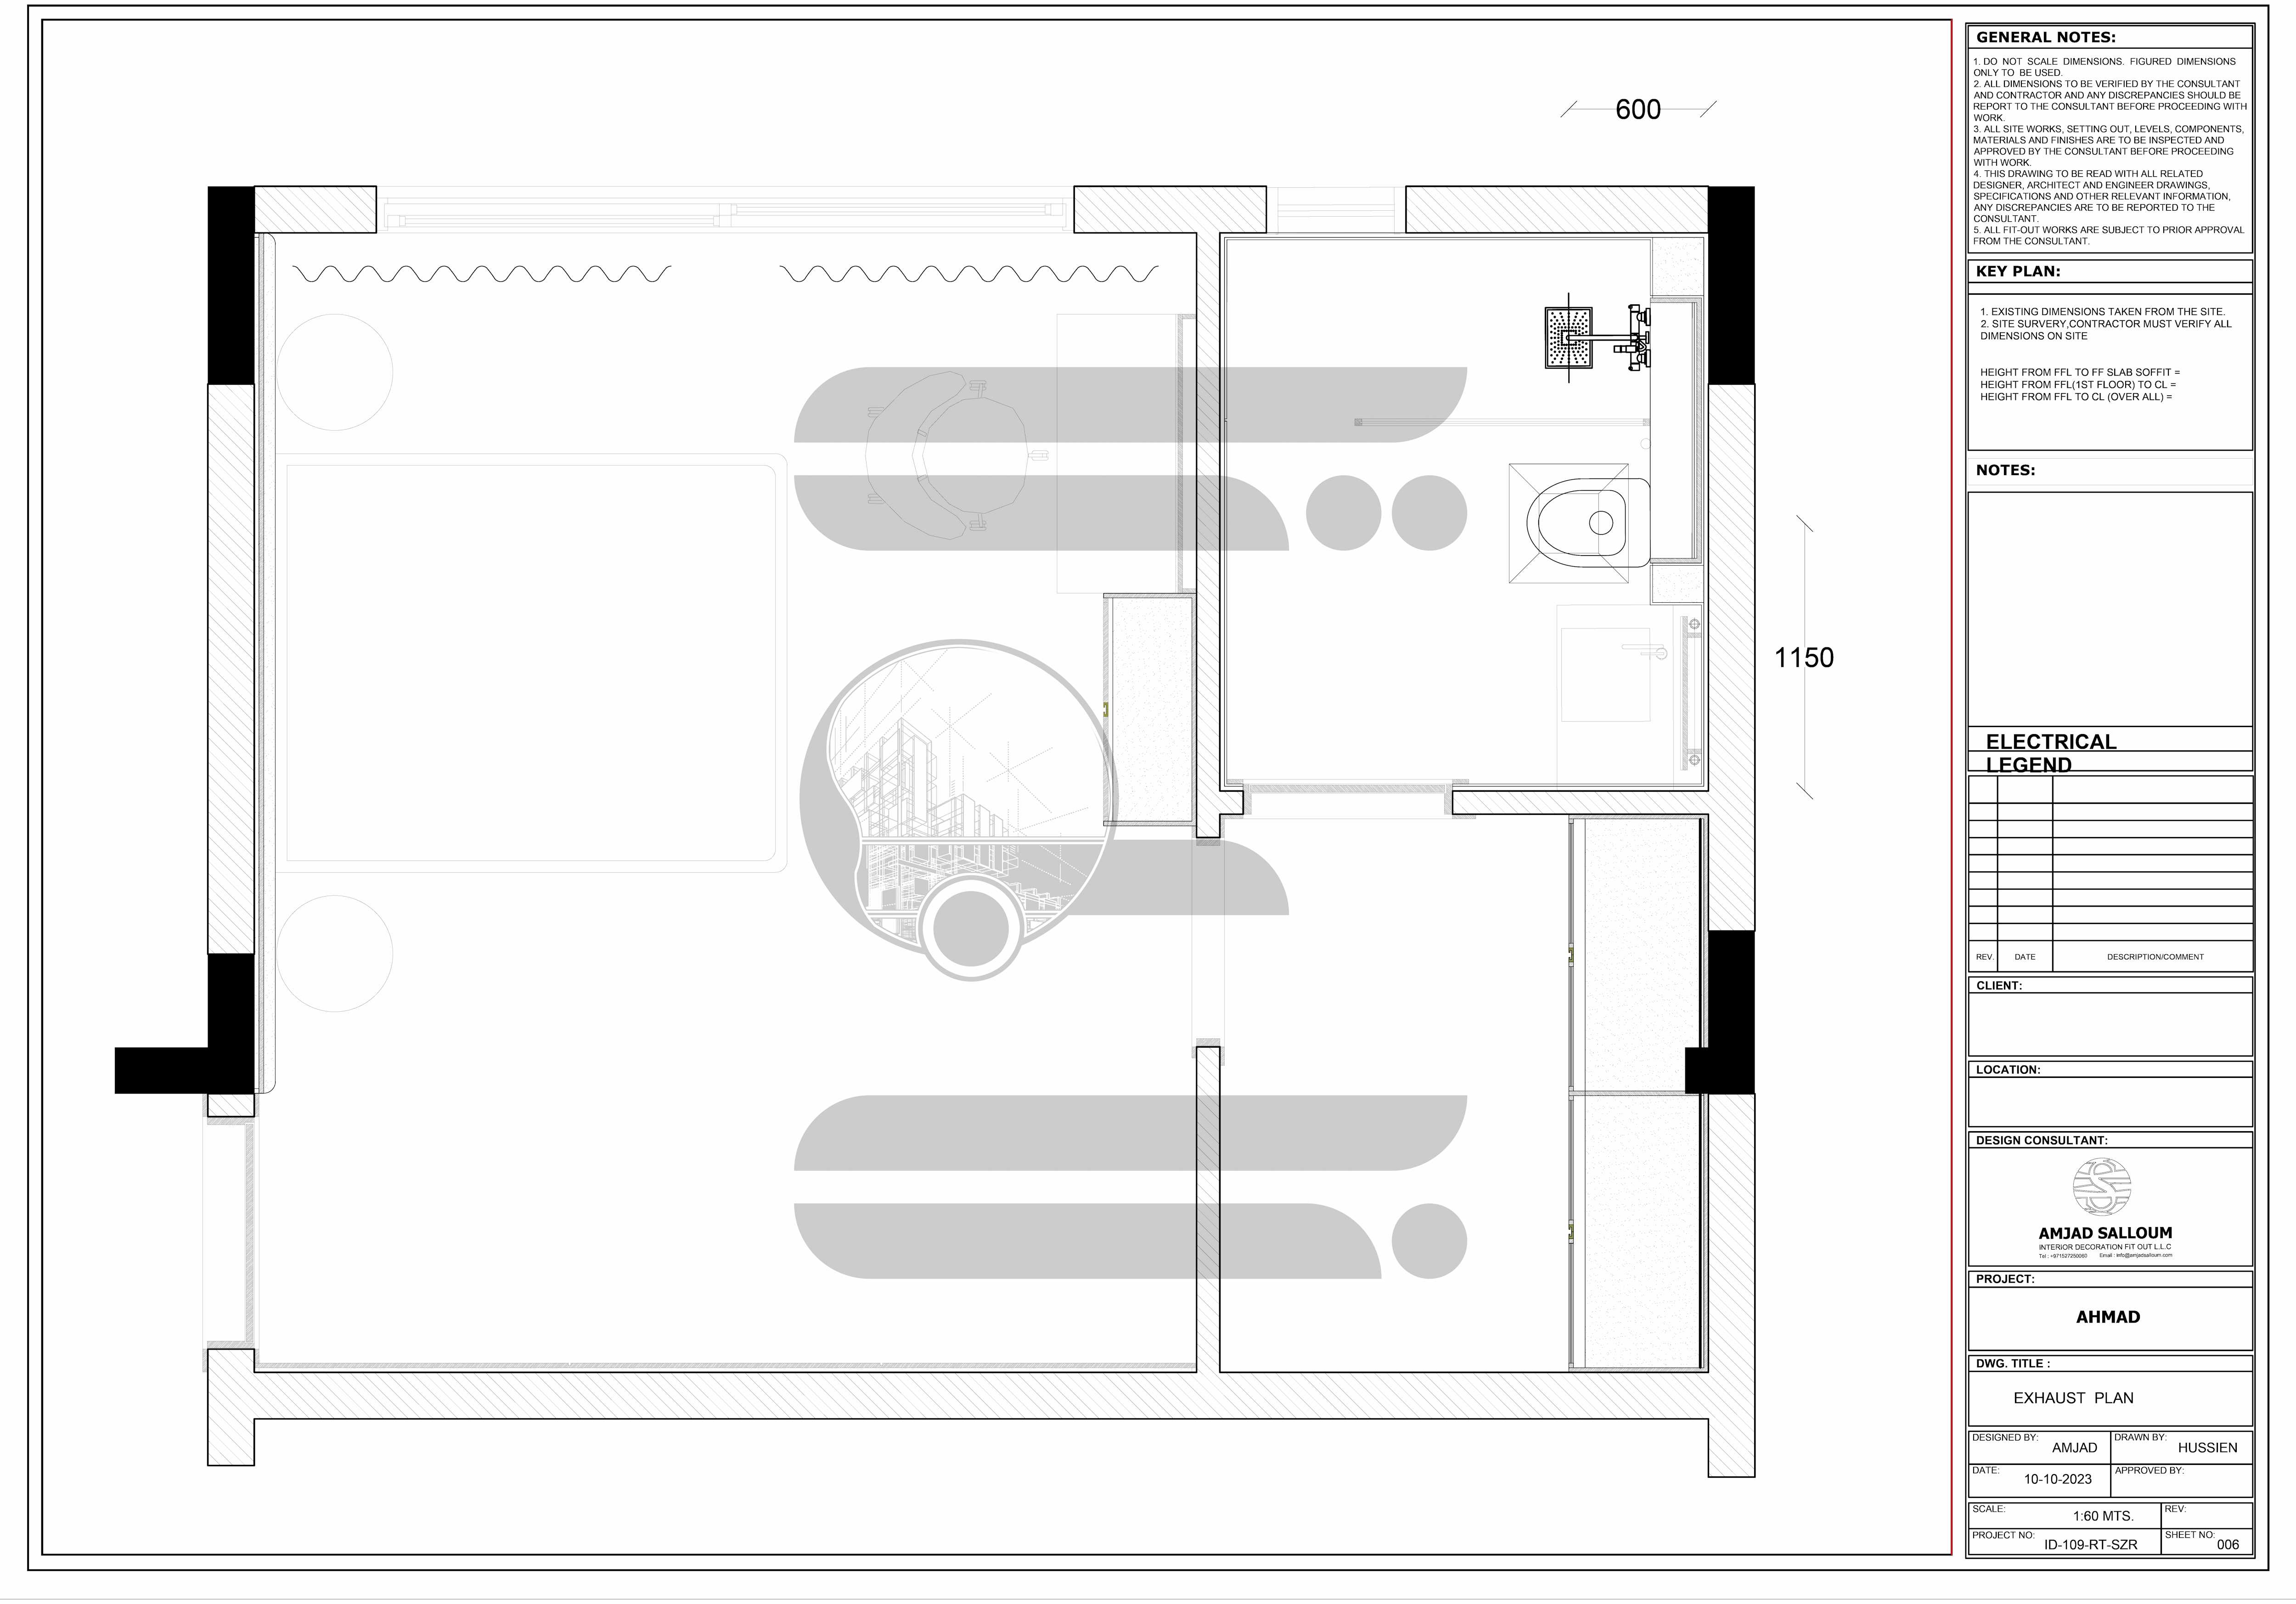 600
1150
GENERAL NOTES:
1. DO NOT SCALE DIMENSIONS. FIGURED DIMENSIONS
ONLY TO BE USED.
2. ALL DIMENSIONS TO BE VERIFIED BY THE CONSULTANT
AND CONTRACTOR AND ANY DISCREPANCIES SHOULD BE
REPORT TO THE CONSULTANT BEFORE PROCEEDING WITH
WORK.
3. ALL SITE WORKS, SETTING OUT, LEVELS, COMPONENTS,
MATERIALS AND FINISHES ARE TO BE INSPECTED AND
APPROVED BY THE CONSULTANT BEFORE PROCEEDING
WITH WORK.
4. THIS DRAWING TO BE READ WITH ALL RELATED
DESIGNER, ARCHITECT AND ENGINEER DRAWINGS,
SPECIFICATIONS AND OTHER RELEVANT INFORMATION,
ANY DISCREPANCIES ARE TO BE REPORTED TO THE
CONSULTANT.
5. ALL FIT-OUT WORKS ARE SUBJECT TO PRIOR APPROVAL
FROM THE CONSULTANT.
KEY PLAN:
1. EXISTING DIMENSIONS TAKEN FROM THE SITE.
2. SITE SURVERY,CONTRACTOR MUST VERIFY ALL
DIMENSIONS ON SITE
HEIGHT FROM FFL TO FF SLAB SOFFIT =
HEIGHT FROM FFL(1ST FLOOR) TO CL =
HEIGHT FROM FFL TO CL (OVER ALL) =
NOTES:
ELECTRICAL
LEGEND
REV. DATE DESCRIPTION/COMMENT
CLIENT:
LOCATION:
DESIGN CONSULTANT:
AMJAD SALLOUM
INTERIOR DECORATION FIT OUT L.L.C
Tel : +971527250060 Email : info@amjadsalloum.com
PROJECT:
AHMAD
DWG. TITLE :
EXHAUST PLAN
DESIGNED BY: AMJAD DRAWN BY: HUSSIEN
DATE: 10-10-2023 APPROVED BY:
SCALE: 1:60 MTS. REV:
PROJECT NO: ID-109-RT-SZR SHEET NO: 006